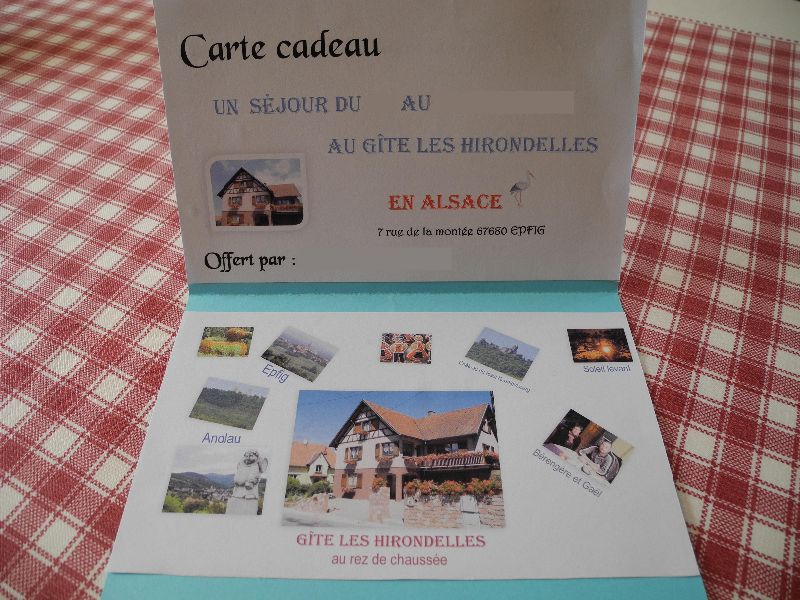 Carte cadeau
UN SÉJOUR DU AU
AU GÎTE LES HIRONDELLES
EN ALSACE
7 rue de la montée 67680 EPFIG
Offert par :
Epfig
Soleil levant
Andlau
Bérengère et Gaël
GÎTE LES HIRONDELLES
au rez de chaussée